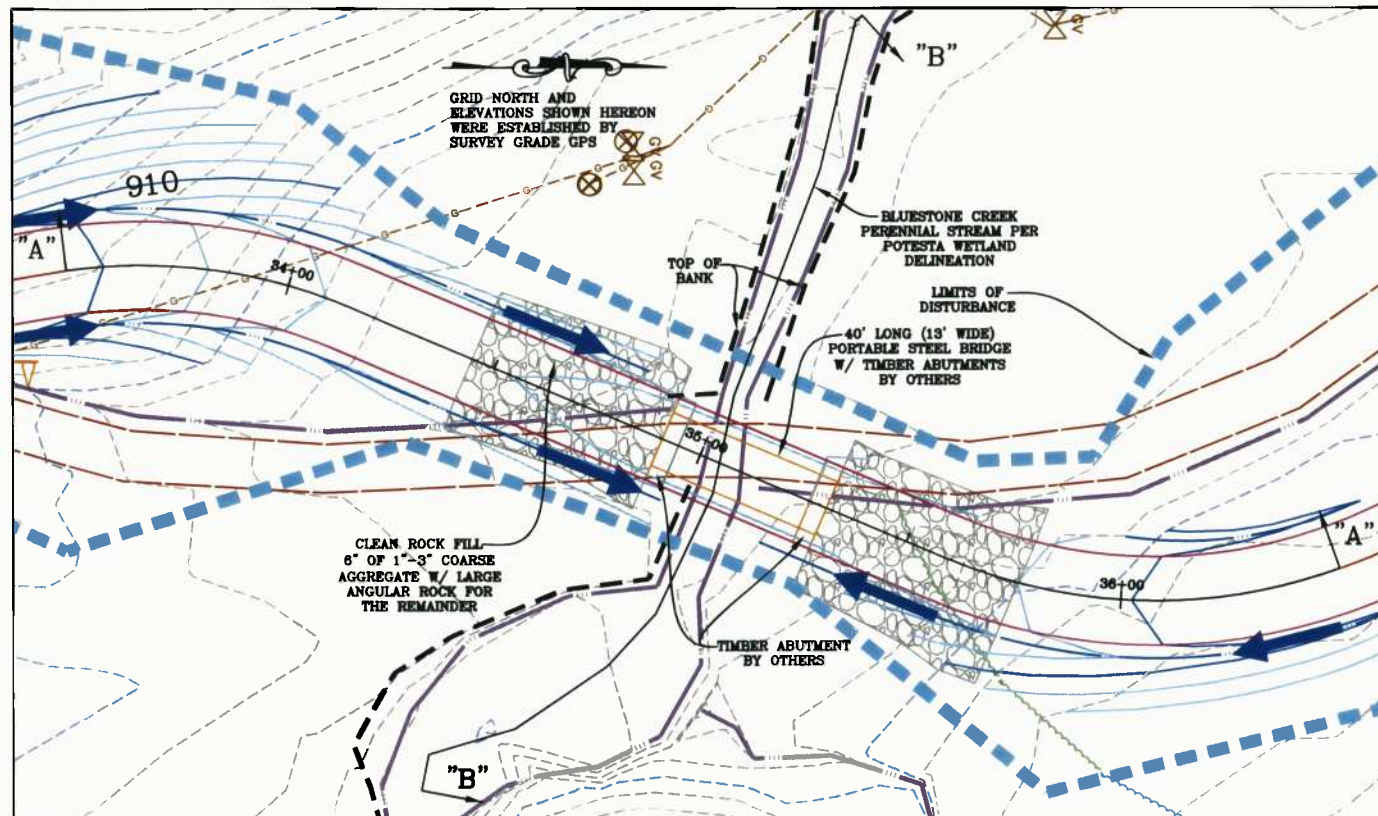 "B"
GV
GRID NORTH AND
ELEVATIONS SHOWN HEREON
WERE ESTABLISHED BY
SURVEY GRADE GPS
GV
GV
910
"A"
34+00
BLUESTONE CREEK
PERENNIAL STREAM PER
POTESTA WETLAND
DELINEATION
TOP OF
BANK
LIMITS OF
DISTURBANCE
40' LONG (13' WIDE)
PORTABLE STEEL BRIDGE
W/ TIMBER ABUTMENTS
BY OTHERS
35+00
CLEAN ROCK FILL
6" OF 1"-3" COARSE
AGGREGATE W/ LARGE
ANGULAR ROCK FOR
THE REMAINDER
"A"
36+00
TIMBER ABUTMENT
BY OTHERS
"B"